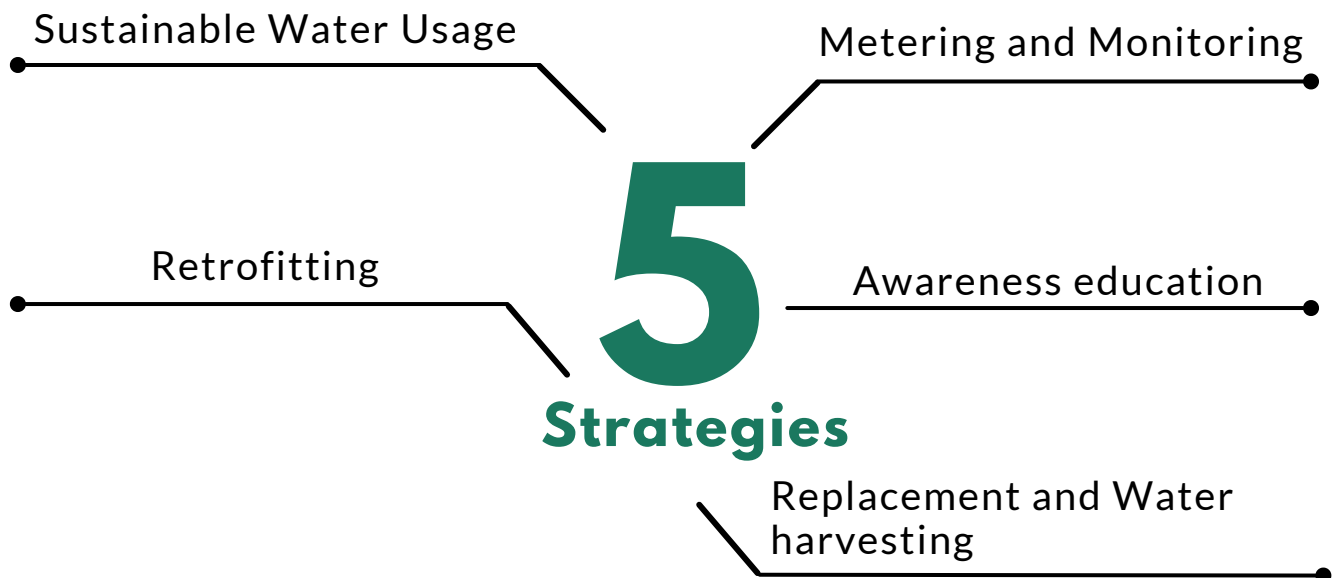 Sustainable Water Usage
Metering and Monitoring
5
Retrofitting
Awareness education
Strategies
Replacement and Water
harvesting